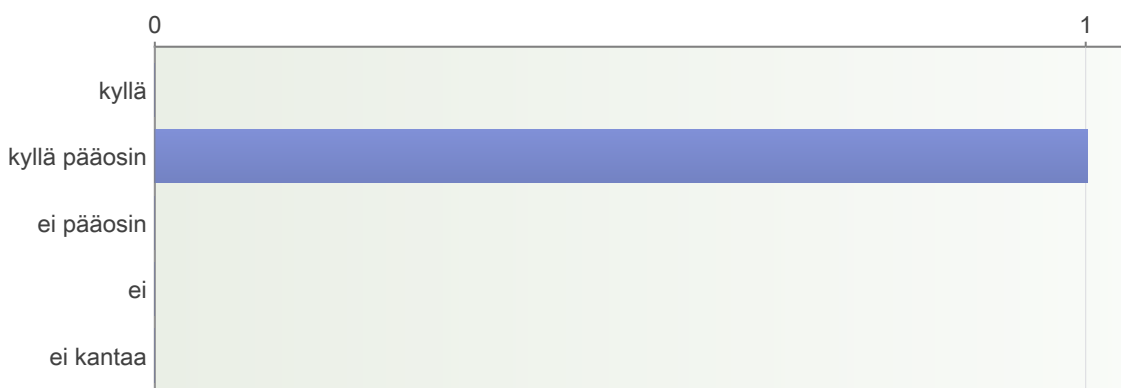 0 1
kyllä
kyllä pääosin
ei pääosin
ei
ei kantaa